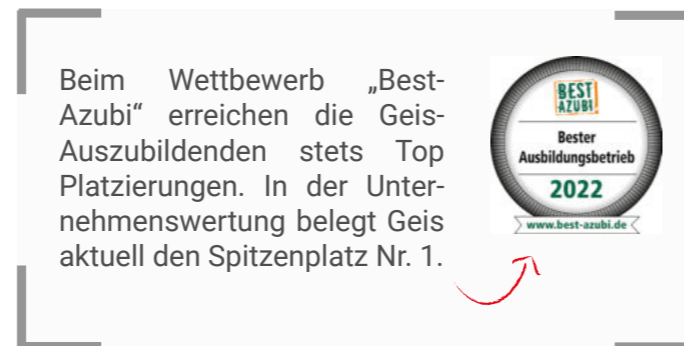 Beim Wettbewerb „Best-
Azubi“ erreichen die Geis-
Auszubildenden stets Top
Platzierungen. In der Unter-
nehmenswertung belegt Geis
aktuell den Spitzenplatz Nr. 1.
BEST
AZUBI
Bester
Ausbildungsbetrieb
2022
www.best-azubi.de